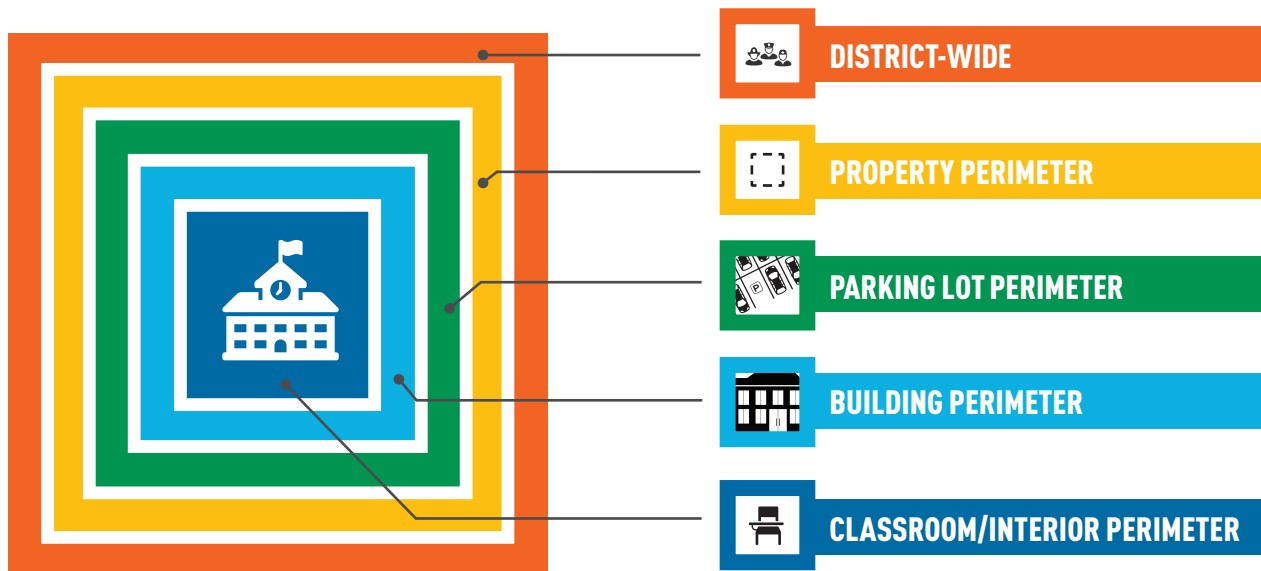 DISTRICT-WIDE
PROPERTY PERIMETER
P
PARKING LOT PERIMETER
BUILDING PERIMETER
CLASSROOM/INTERIOR PERIMETER